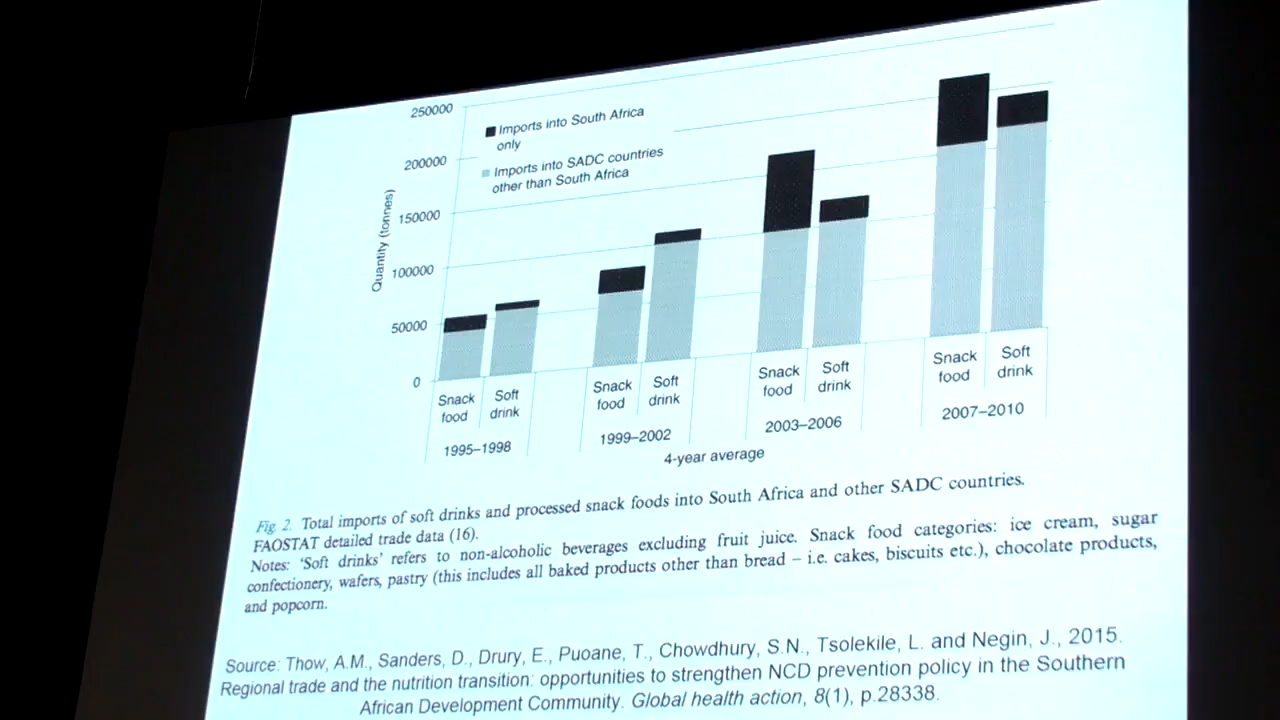 250000
200000
150000
100000
50000
0
Quantity (tonnes)
Imports into South Africa
only
Imports into SADC countries
other than South Africa
Snack Soft Snack Soft Snack Soft Snack Soft
food drink food drink food drink food drink
1995–1998 1999–2002 2003–2006 2007–2010
4-year average
Fig 2. Total imports of soft drinks and processed snack foods into South Africa and other SADC countries.
FAOSTAT detailed trade data (16).
Notes: 'Soft drinks' refers to non-alcoholic beverages excluding fruit juice. Snack food categories: ice cream, sugar
confectionery, wafers, pastry (this includes all baked products other than bread – i.e. cakes, biscuits etc.), chocolate products,
and popcorn.
Source: Thow, A.M., Sanders, D., Drury, E., Puoane, T., Chowdhury, S.N., Tsolekile, L. and Negin, J., 2015.
Regional trade and the nutrition transition: opportunities to strengthen NCD prevention policy in the Southern
African Development Community. Global health action, 8(1), p.28338.